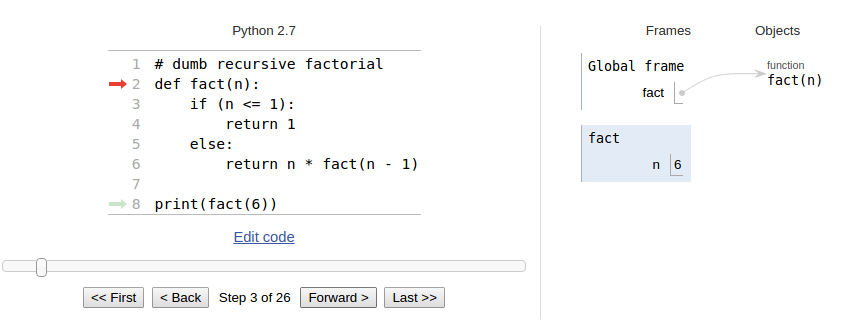 Python 2.7
1 # dumb recursive factorial
2 def fact(n):
3     if (n <= 1):
4         return 1
5     else:
6         return n * fact(n - 1)
7
8 print(fact(6))
Edit code
<< First < Back Step 3 of 26 Forward > Last >>
Frames Objects
Global frame
fact
function
fact(n)
fact
n 6